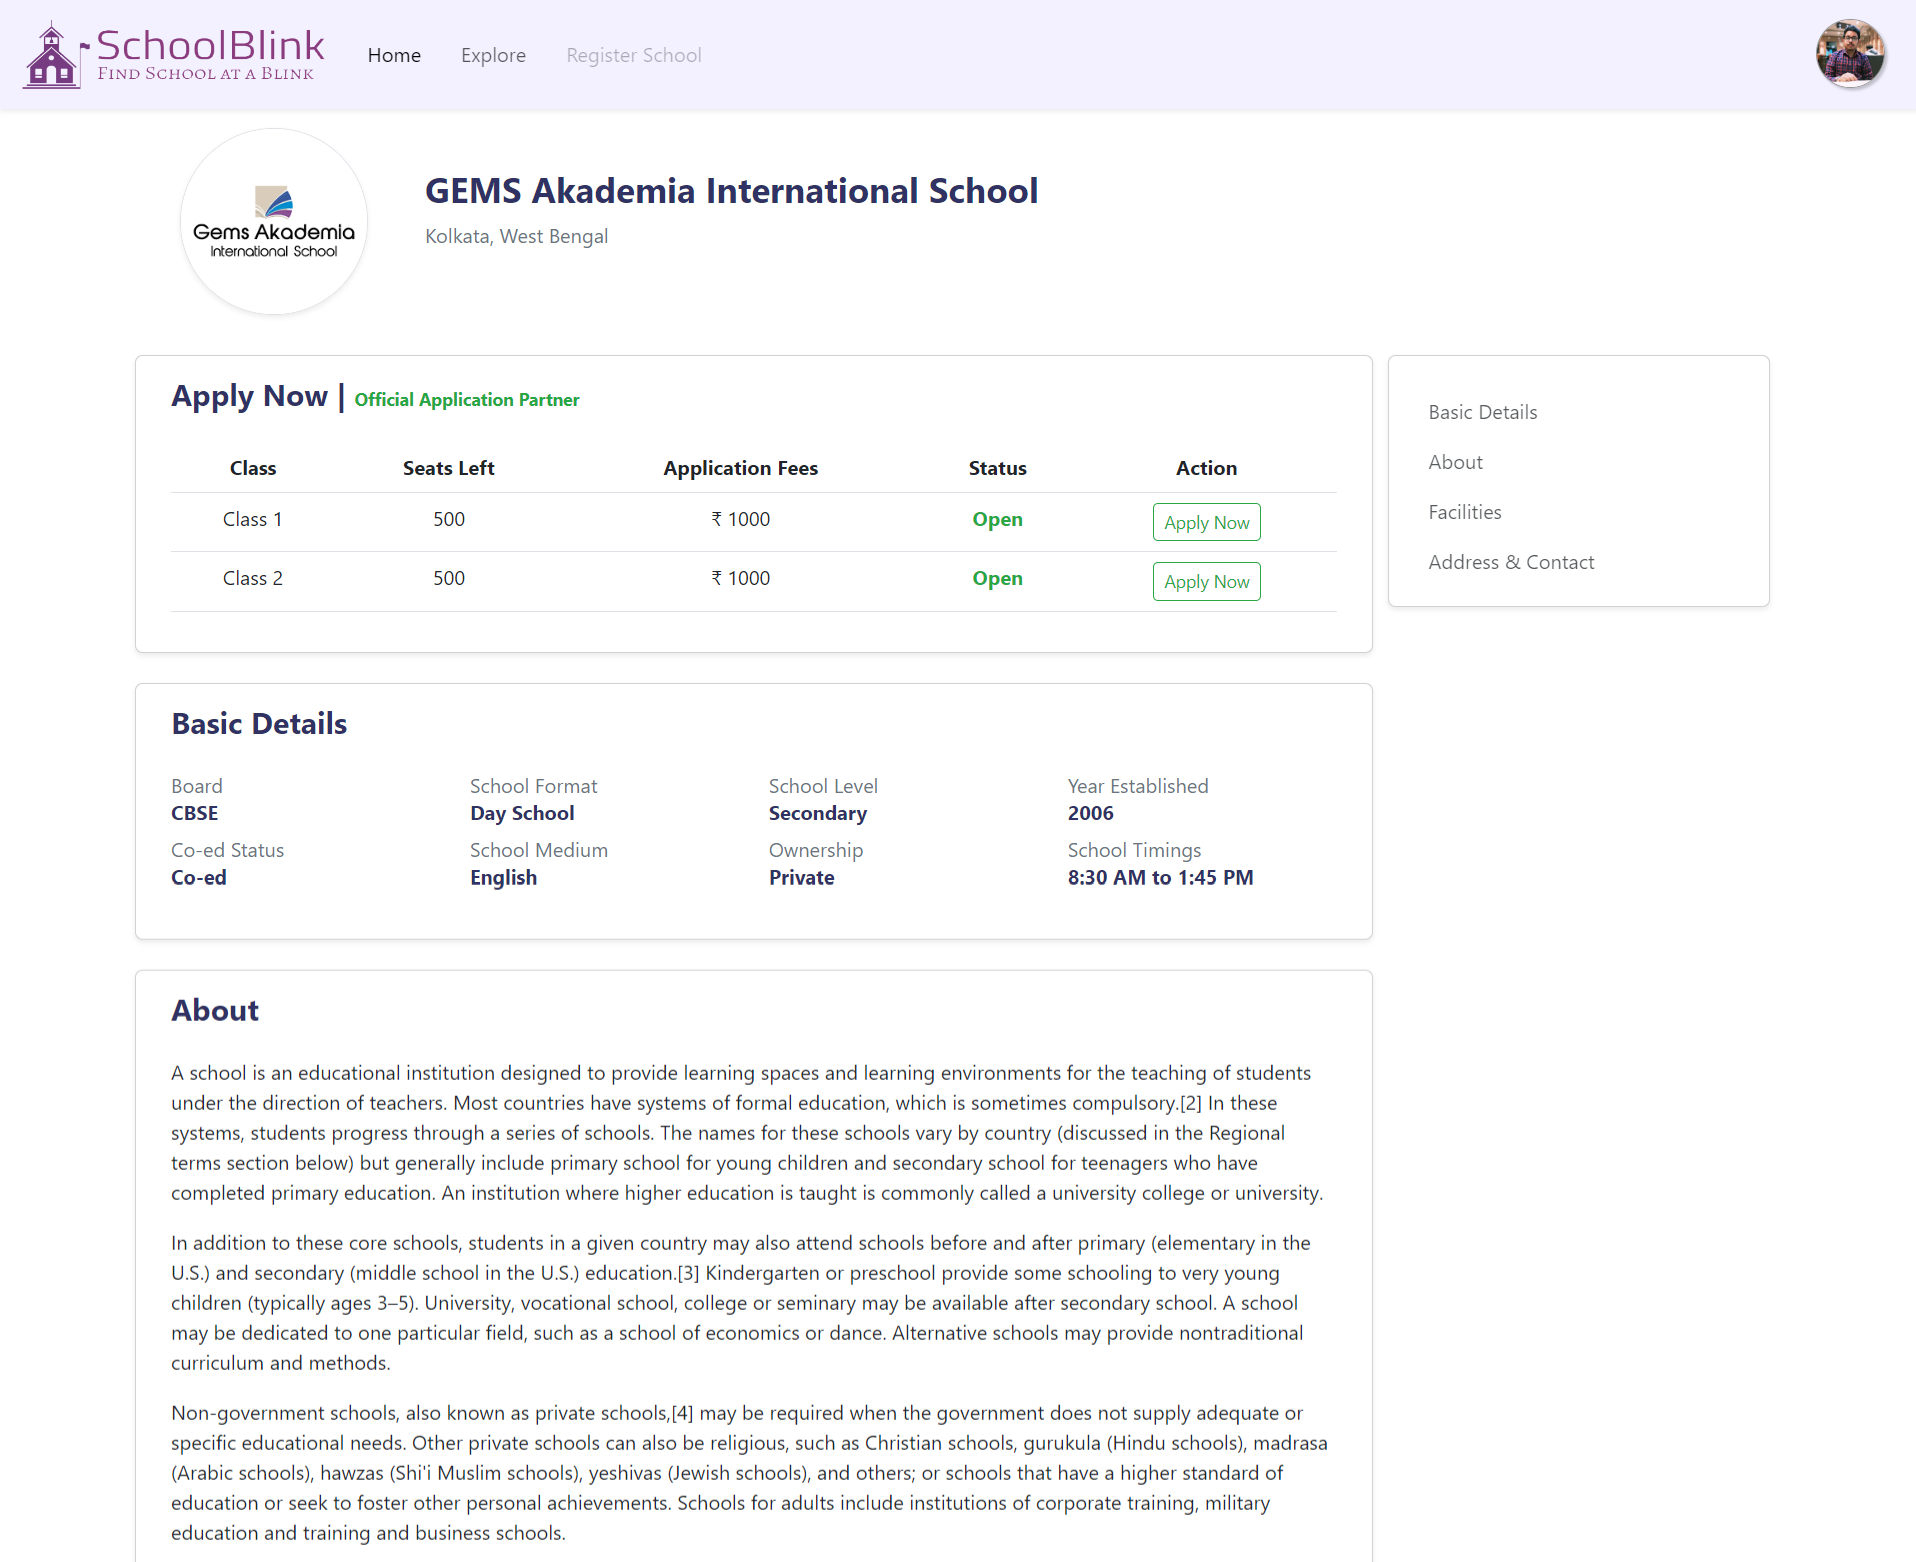 SchoolBlink
Find School at a Blink
Home Explore Register School
Gems Akademia
International School
GEMS Akademia International School
Kolkata, West Bengal
Apply Now | Official Application Partner
Class Seats Left Application Fees Status Action
Class 1 500 ₹ 1000 Open Apply Now
Class 2 500 ₹ 1000 Open Apply Now
Basic Details
About
Facilities
Address & Contact
Basic Details
Board School Format School Level Year Established
CBSE Day School Secondary 2006
Co-ed Status School Medium Ownership School Timings
Co-ed English Private 8:30 AM to 1:45 PM
About
A school is an educational institution designed to provide learning spaces and learning environments for the teaching of students
under the direction of teachers. Most countries have systems of formal education, which is sometimes compulsory.[2] In these
systems, students progress through a series of schools. The names for these schools vary by country (discussed in the Regional
terms section below) but generally include primary school for young children and secondary school for teenagers who have
completed primary education. An institution where higher education is taught is commonly called a university college or university.
In addition to these core schools, students in a given country may also attend schools before and after primary (elementary in the
U.S.) and secondary (middle school in the U.S.) education.[3] Kindergarten or preschool provide some schooling to very young
children (typically ages 3–5). University, vocational school, college or seminary may be available after secondary school. A school
may be dedicated to one particular field, such as a school of economics or dance. Alternative schools may provide nontraditional
curriculum and methods.
Non-government schools, also known as private schools,[4] may be required when the government does not supply adequate or
specific educational needs. Other private schools can also be religious, such as Christian schools, gurukula (Hindu schools), madrasa
(Arabic schools), hawzas (Shi'i Muslim schools), yeshivas (Jewish schools), and others; or schools that have a higher standard of
education or seek to foster other personal achievements. Schools for adults include institutions of corporate training, military
education and training and business schools.